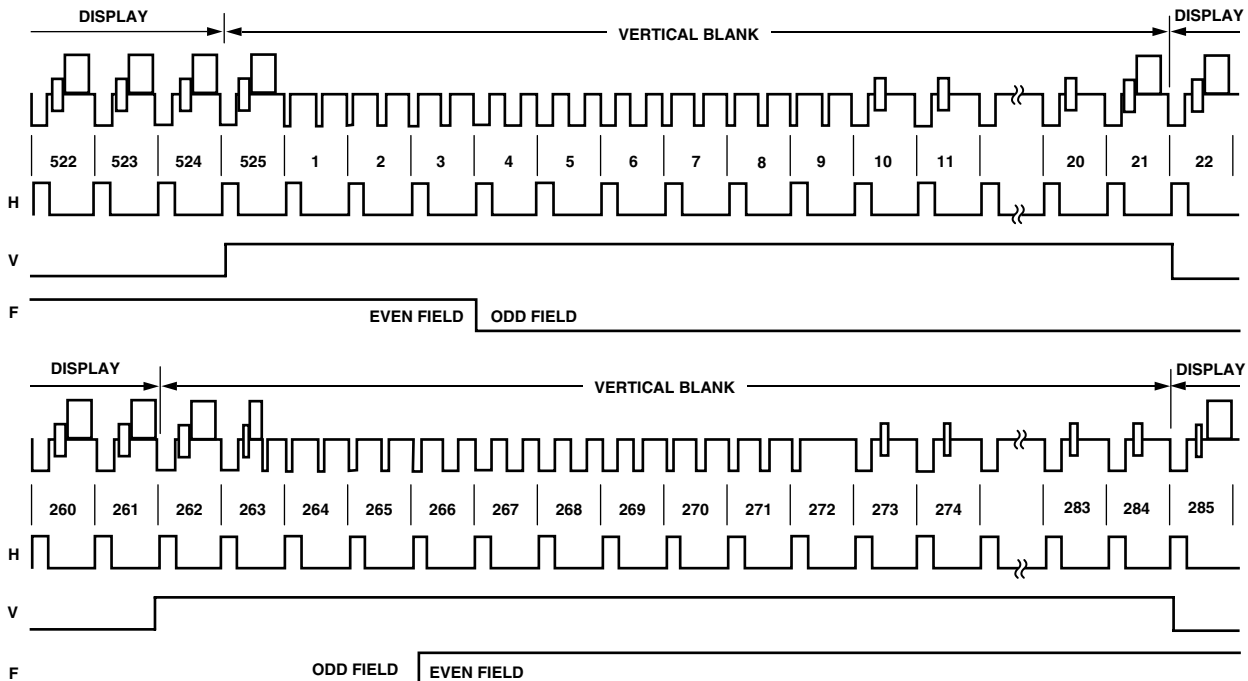 DISPLAY VERTICAL BLANK DISPLAY
522 523 524 525 1 2 3 4 5 6 7 8 9 10 11 20 21 22
H
V
F EVEN FIELD ODD FIELD
DISPLAY VERTICAL BLANK DISPLAY
260 261 262 263 264 265 266 267 268 269 270 271 272 273 274 283 284 285
H
V
F ODD FIELD EVEN FIELD